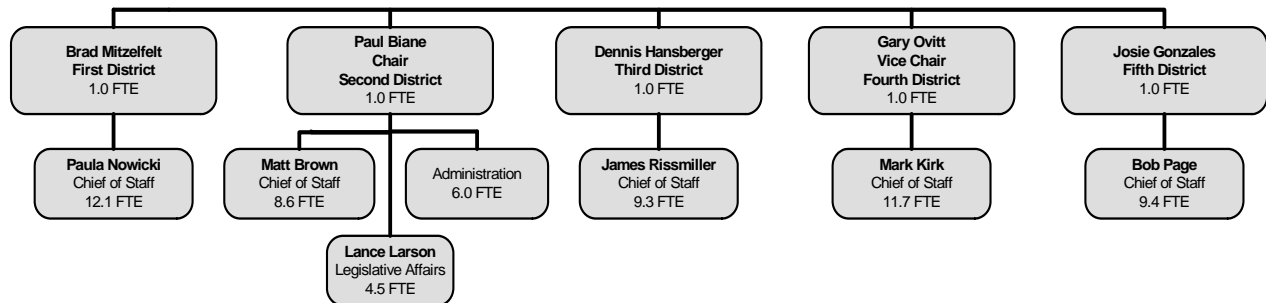 Brad Mitzelfelt
First District
1.0 FTE
Paul Biane
Chair
Second District
1.0 FTE
Dennis Hansberger
Third District
1.0 FTE
Gary Ovitt
Vice Chair
Fourth District
1.0 FTE
Josie Gonzales
Fifth District
1.0 FTE
Paula Nowicki
Chief of Staff
12.1 FTE
Matt Brown
Chief of Staff
8.6 FTE
Administration
6.0 FTE
James Rissmiller
Chief of Staff
9.3 FTE
Mark Kirk
Chief of Staff
11.7 FTE
Bob Page
Chief of Staff
9.4 FTE
Lance Larson
Legislative Affairs
4.5 FTE